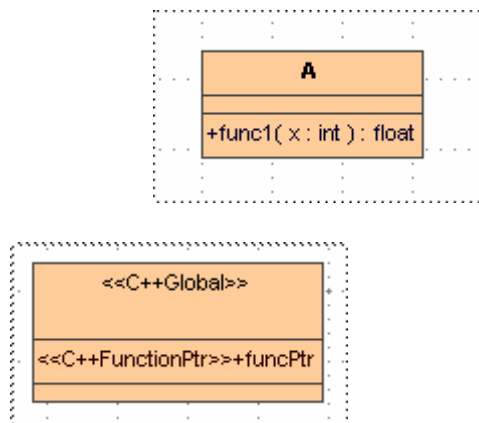 A
+func1( x : int ) : float
<<C++Global>>
<<C++FunctionPtr>>+funcPtr